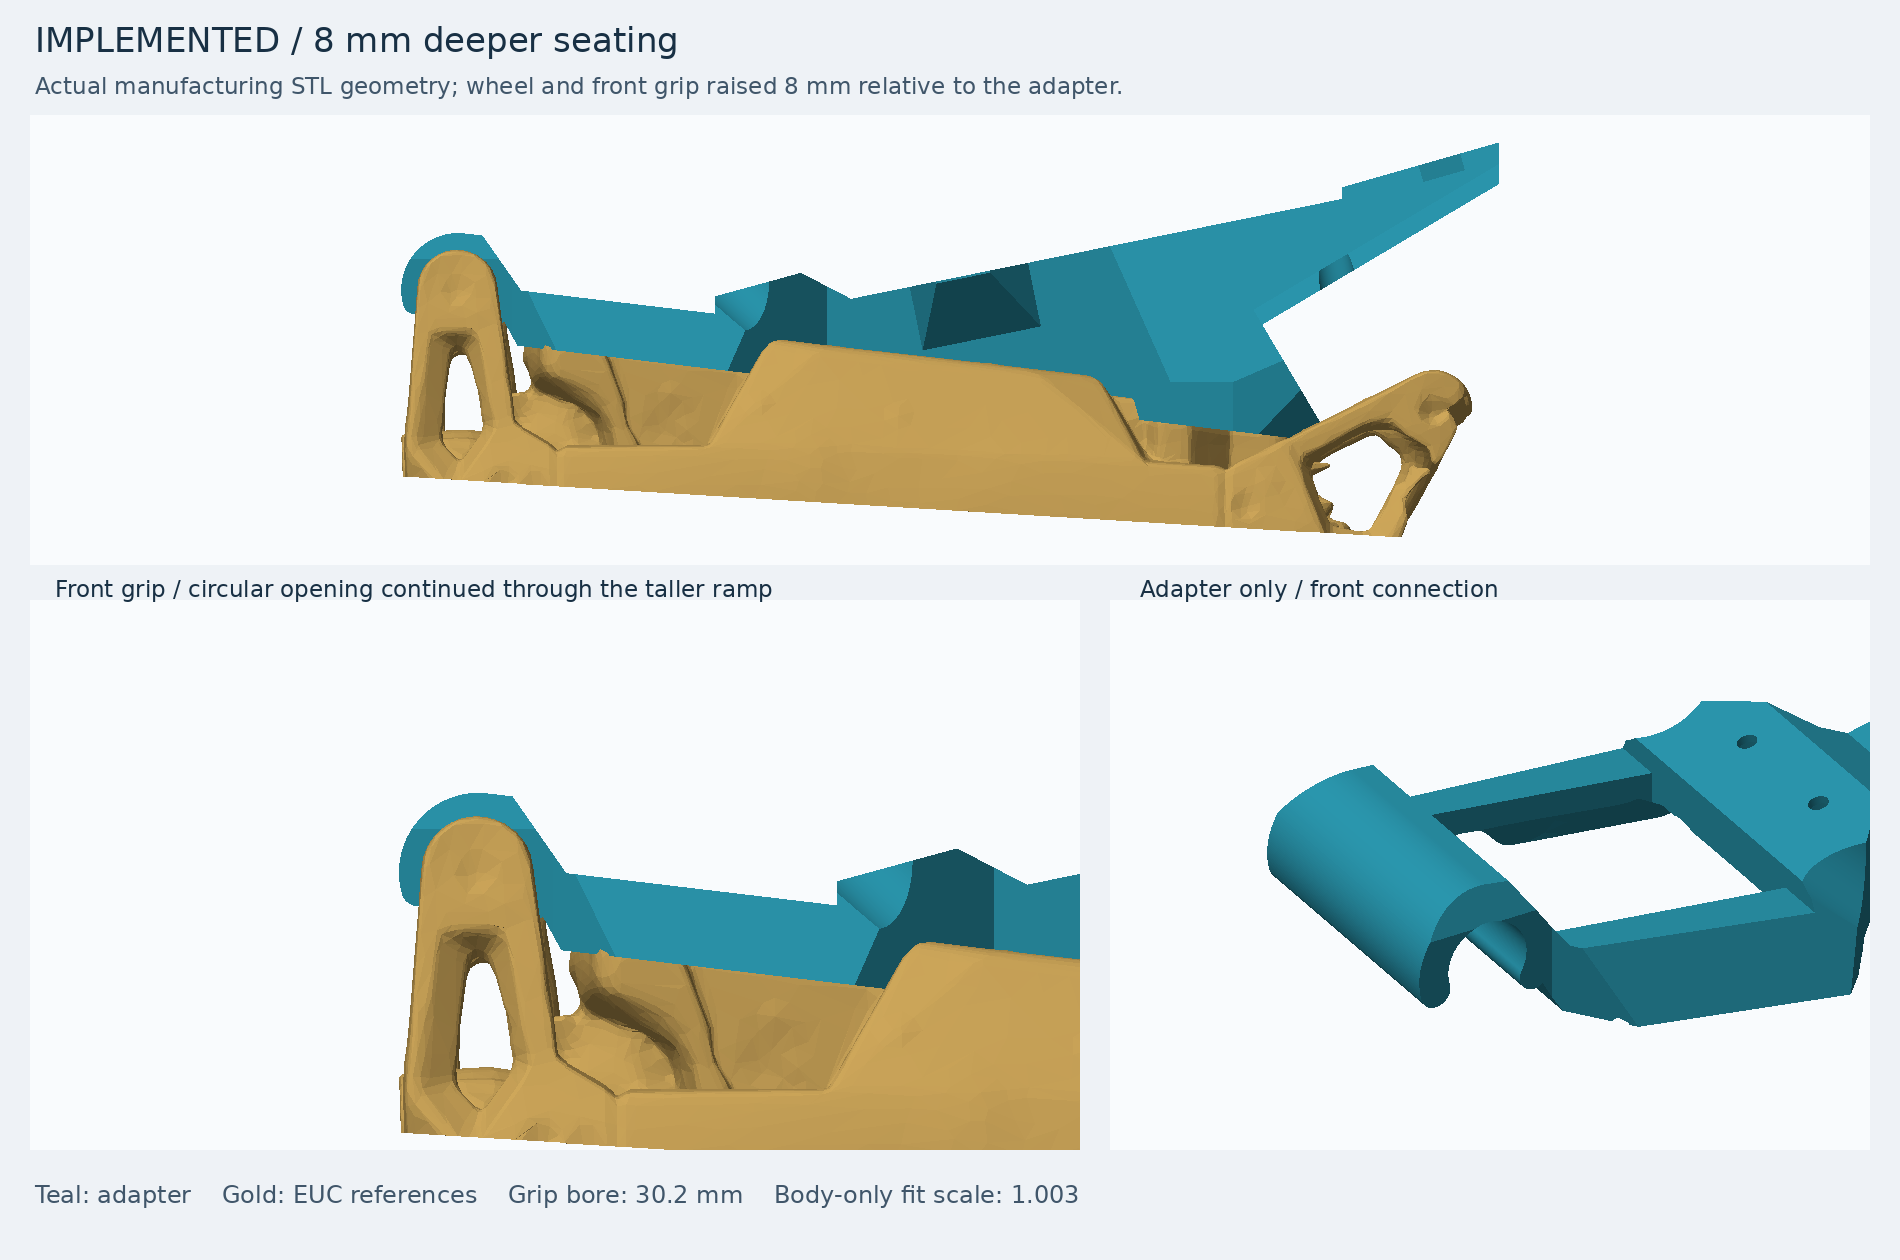 IMPLEMENTED / 8 mm deeper seating
Actual manufacturing STL geometry; wheel and front grip raised 8 mm relative to the adapter.
Front grip / circular opening continued through the taller ramp
Adapter only / front connection
Teal: adapter    Gold: EUC references    Grip bore: 30.2 mm    Body-only fit scale: 1.003